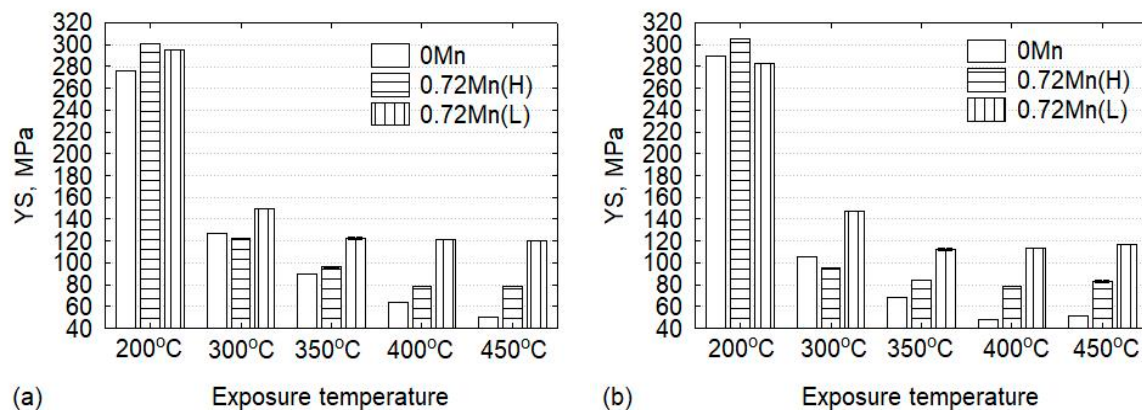 320
300
280
260
240
220
200
180
160
140
120
100
80
60
40
YS, MPa
0Mn
0.72Mn(H)
0.72Mn(L)
200°C 300°C 350°C 400°C 450°C
(a) Exposure temperature
320
300
280
260
240
220
200
180
160
140
120
100
80
60
40
YS, MPa
0Mn
0.72Mn(H)
0.72Mn(L)
200°C 300°C 350°C 400°C 450°C
(b) Exposure temperature